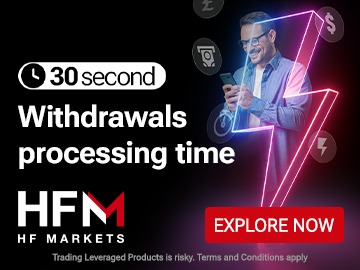 30 second
Withdrawals
processing time
HFM
HF MARKETS
EXPLORE NOW
Trading Leveraged Products is risky. Terms and Conditions apply